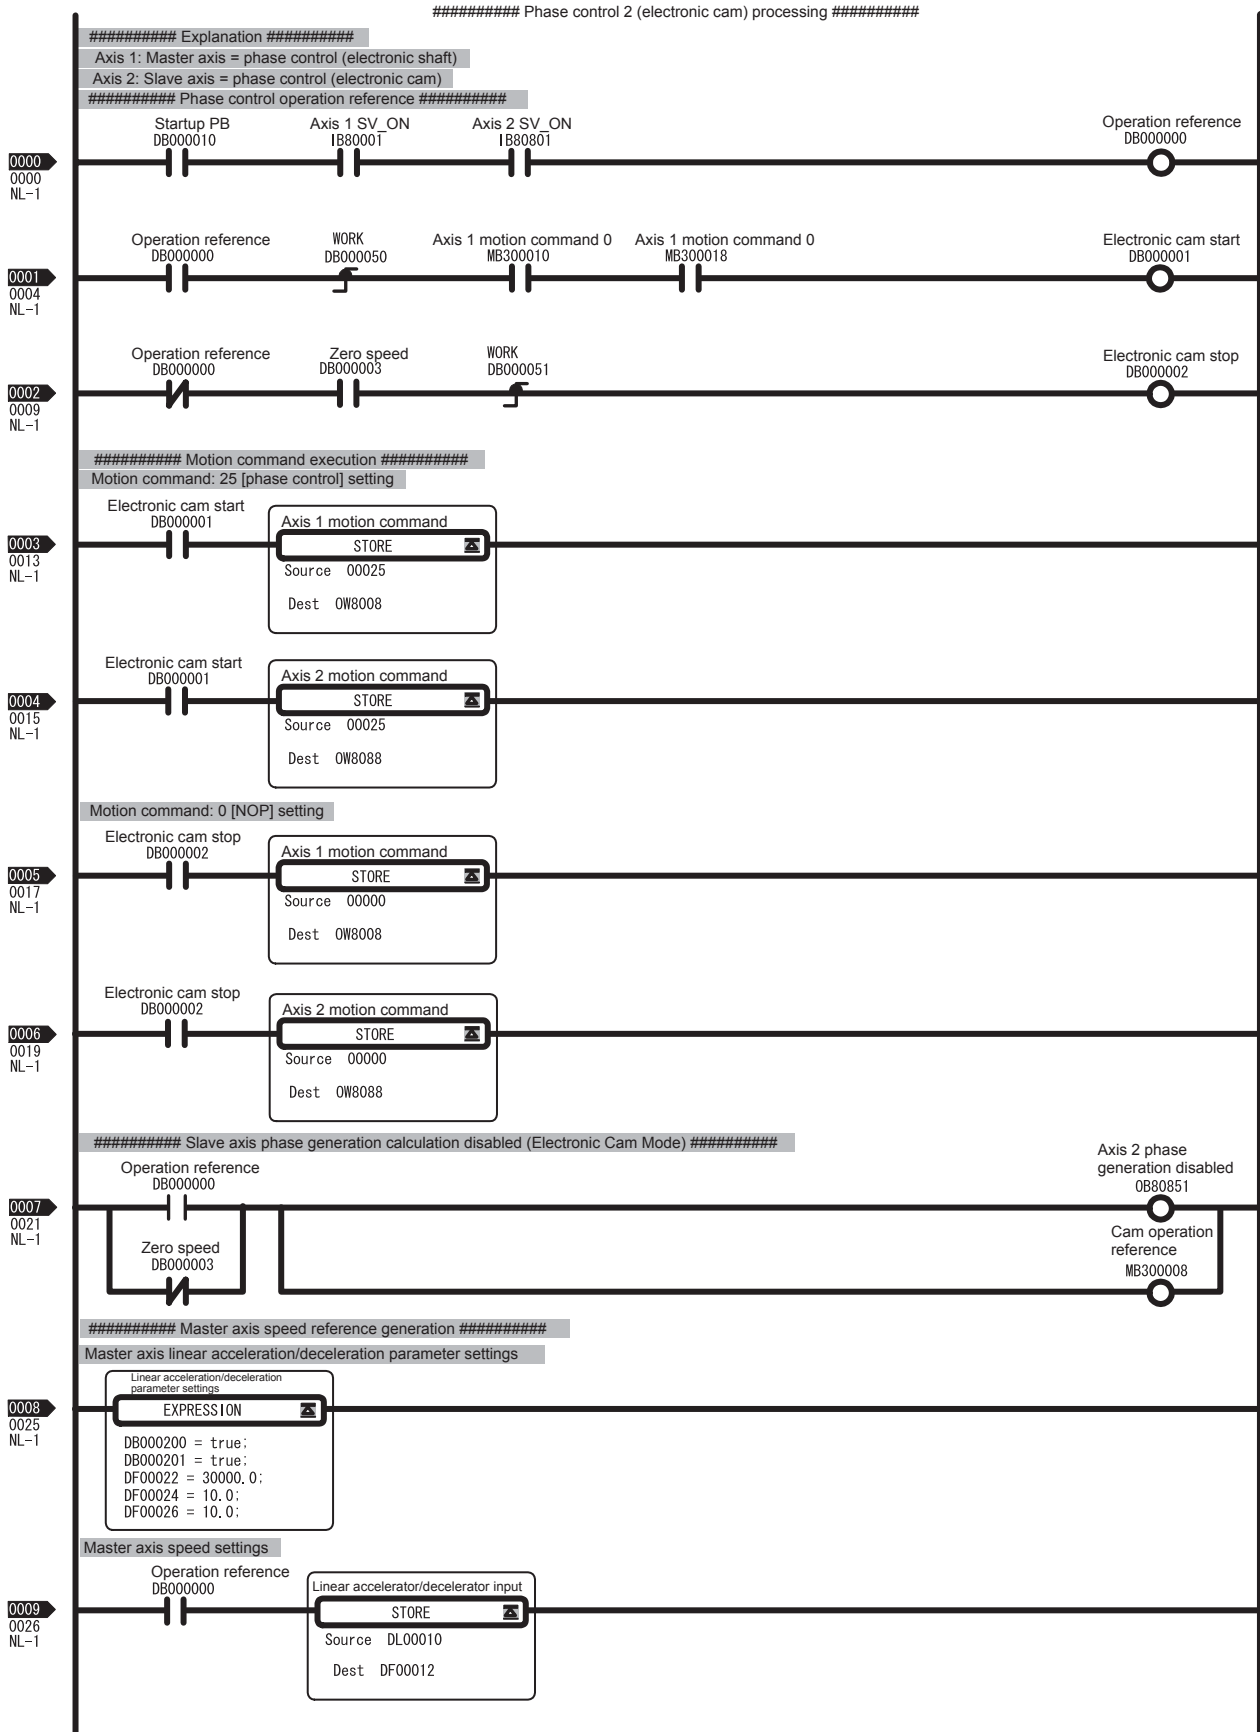 ########## Phase control 2 (electronic cam) processing ##########
########## Explanation ##########
Axis 1: Master axis = phase control (electronic shaft)
Axis 2: Slave axis = phase control (electronic cam)
########## Phase control operation reference ##########
Startup PB Axis 1 SV_ON Axis 2 SV_ON Operation reference
DB000010 IB80001 IB80801 DB000000
0000
0000
NL-1
Operation reference WORK Axis 1 motion command 0 Axis 1 motion command 0 Electronic cam start
DB000000 DB000050 MB300010 MB300018 DB000001
0001
0004
NL-1
Operation reference Zero speed WORK Electronic cam stop
DB000000 DB000003 DB000051 DB000002
0002
0009
NL-1
########## Motion command execution ##########
Motion command: 25 [phase control] setting
Electronic cam start
DB000001
Axis 1 motion command
0003
0013
NL-1
STORE
Source 00025
Dest OW8008
Electronic cam start
DB000001
Axis 2 motion command
0004
0015
NL-1
STORE
Source 00025
Dest OW8088
Motion command: 0 [NOP] setting
Electronic cam stop
DB000002
Axis 1 motion command
0005
0017
NL-1
STORE
Source 00000
Dest OW8008
Electronic cam stop
DB000002
Axis 2 motion command
0006
0019
NL-1
STORE
Source 00000
Dest OW8088
########## Slave axis phase generation calculation disabled (Electronic Cam Mode) ##########
Operation reference
DB000000
Axis 2 phase
generation disabled
OB80851
0007
0021
NL-1
Zero speed
DB000003
Cam operation
reference
MB300008
########## Master axis speed reference generation ##########
Master axis linear acceleration/deceleration parameter settings
Linear acceleration/deceleration
parameter settings
0008
0025
NL-1
EXPRESSION
DB000200 = true;
DB000201 = true;
DF00022 = 30000.0;
DF00024 = 10.0;
DF00026 = 10.0;
Master axis speed settings
Operation reference
DB000000
Linear accelerator/decelerator input
0009
0026
NL-1
STORE
Source DL00010
Dest DF00012